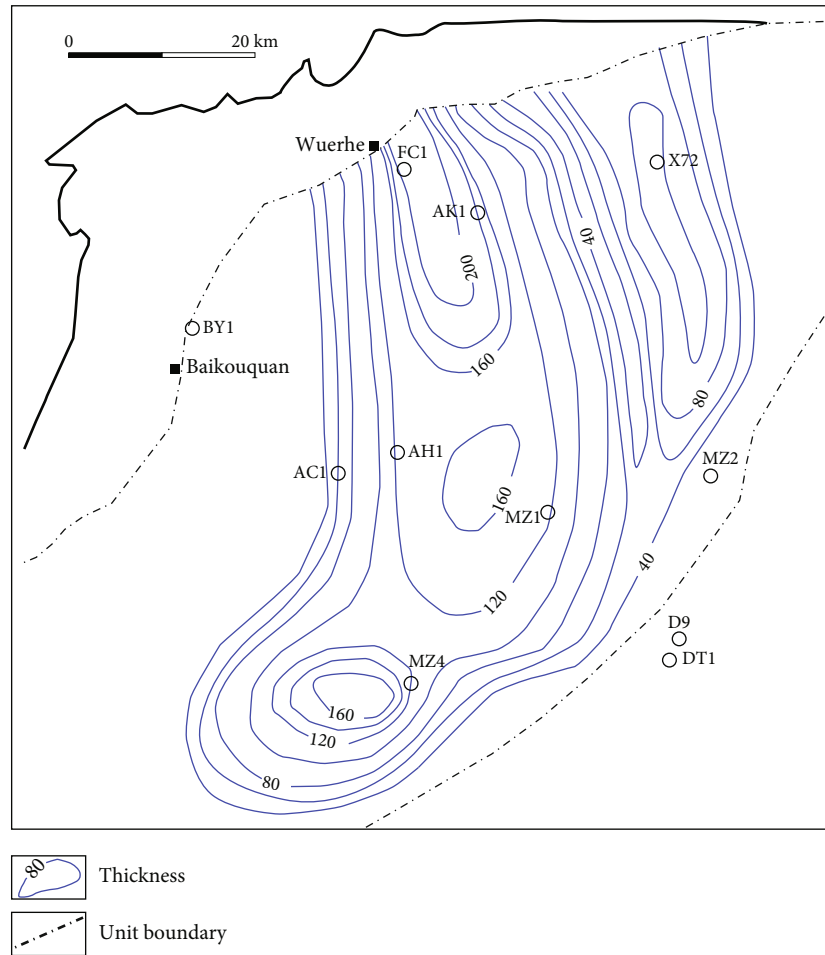 0 20 km
Wuerhe
FC1
X72
AK1
40
200
BY1
160
Baikouquan
80
AH1
AC1
MZ2
160
MZ1
40
120
D9
DT1
MZ4
160
120
80
80 Thickness
Unit boundary